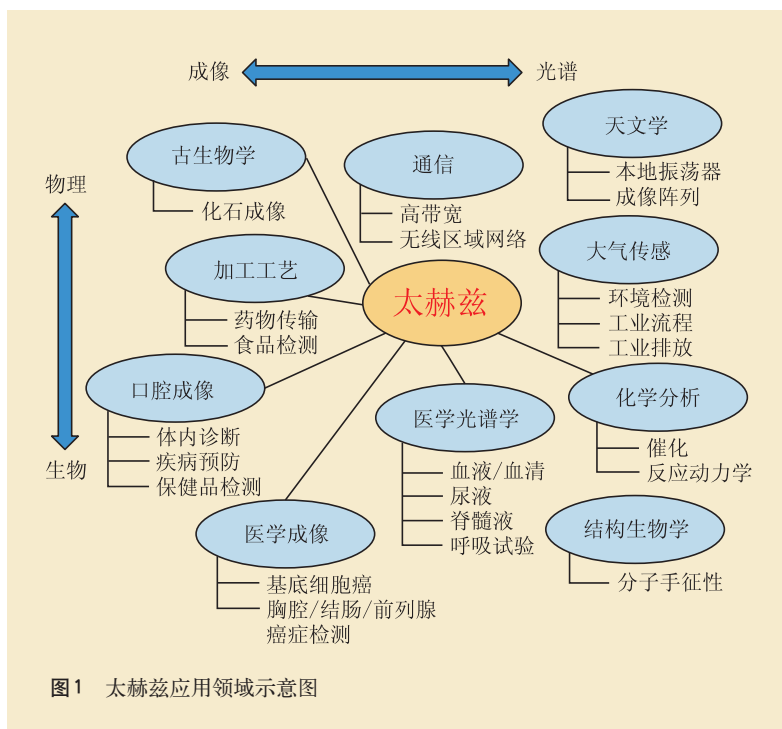 成像
光谱
物理
生物
天文学
本地振荡器
成像阵列
古生物学
化石成像
通信
高带宽
无线区域网络
大气传感
环境检测
工业流程
工业排放
加工工艺
药物传输
食品检测
太赫兹
口腔成像
体内诊断
疾病预防
保健品检测
医学光谱学
血液/血清
尿液
脊髓液
呼吸试验
化学分析
催化
反应动力学
医学成像
基底细胞癌
胸腔/结肠/前列腺
癌症检测
结构生物学
分子手征性
图1 太赫兹应用领域示意图